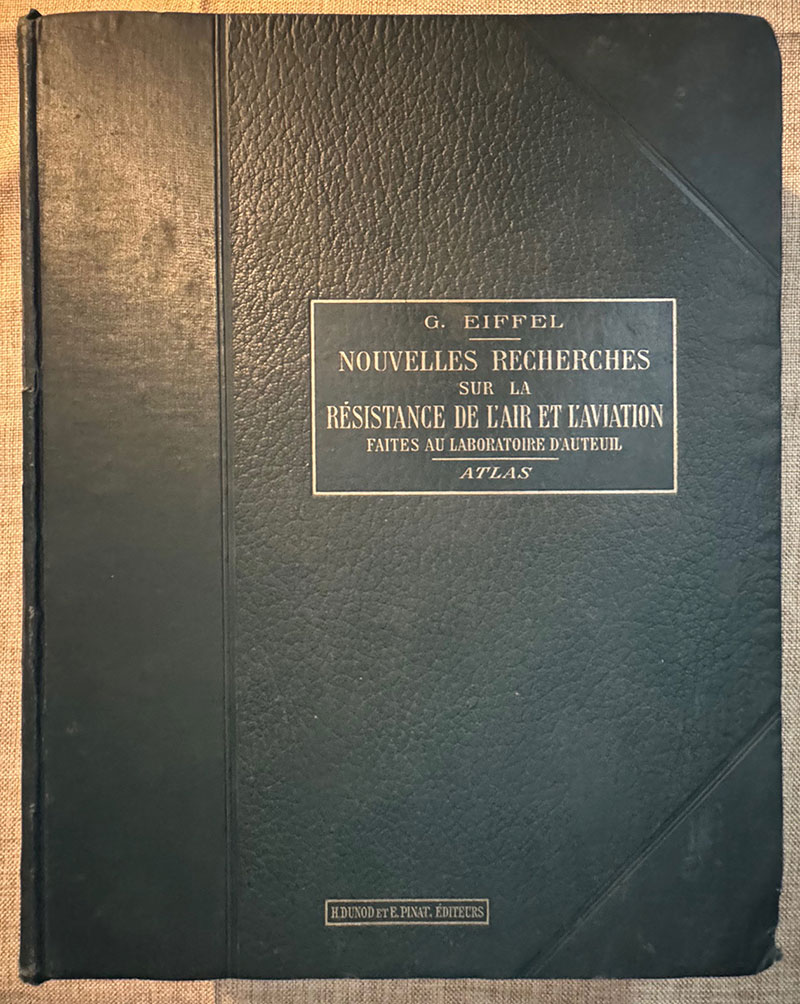 G. EIFFEL
NOUVELLES RECHERCHES
SUR LA
RÉSISTANCE DE L'AIR ET L'AVIATION
FAITES AU LABORATOIRE D'AUTEUIL
ATLAS
H. DUNOD ET E. PINAT. ÉDITEURS